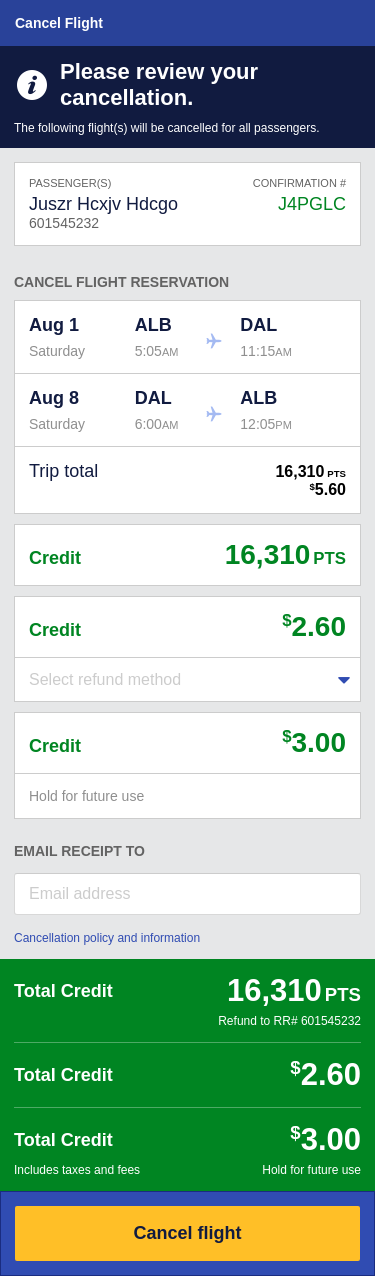 Cancel Flight
Please review your
cancellation.
The following flight(s) will be cancelled for all passengers.
PASSENGER(S) CONFIRMATION #
Juszr Hcxjv Hdcgo J4PGLC
601545232
CANCEL FLIGHT RESERVATION
Aug 1 ALB DAL
Saturday 5:05AM 11:15AM
Aug 8 DAL ALB
Saturday 6:00AM 12:05PM
Trip total 16,310 PTS
$5.60
Credit 16,310 PTS
Credit $2.60
Select refund method
Credit $3.00
Hold for future use
EMAIL RECEIPT TO
Email address
Cancellation policy and information
Total Credit 16,310 PTS
Refund to RR# 601545232
Total Credit $2.60
Total Credit $3.00
Includes taxes and fees Hold for future use
Cancel flight